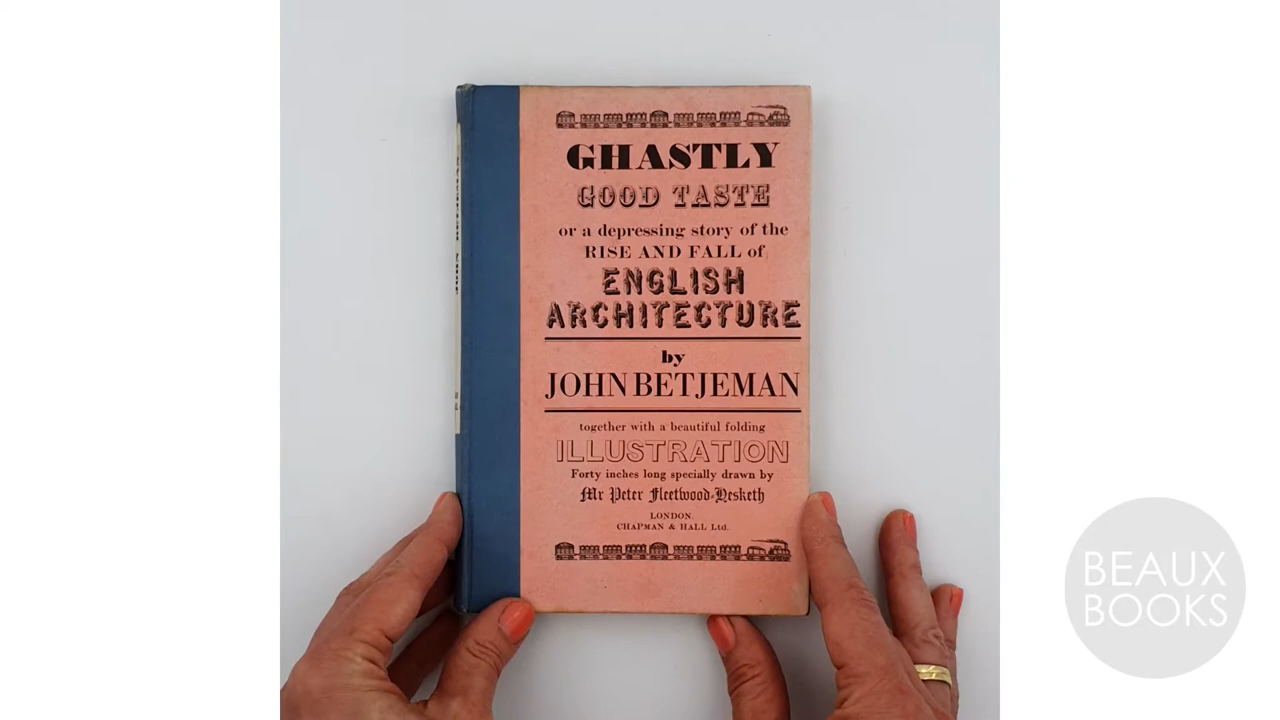 GHASTLY
GOOD TASTE
or a depressing story of the
RISE AND FALL of
ENGLISH
ARCHITECTURE
by
JOHN BETJEMAN
together with a beautiful folding
ILLUSTRATION
Forty inches long specially drawn by
Mr Peter Fleetwood-Hesketh
LONDON.
CHAPMAN & HALL Ltd.
BEAUX
BOOKS